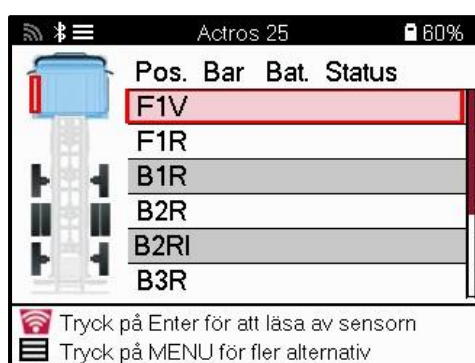 Actros 25 60%
Pos. Bar Bat. Status
F1V
F1R
B1R
B2R
B2RI
B3R
Tryck på Enter för att läsa av sensorn
Tryck på MENU för fler alternativ